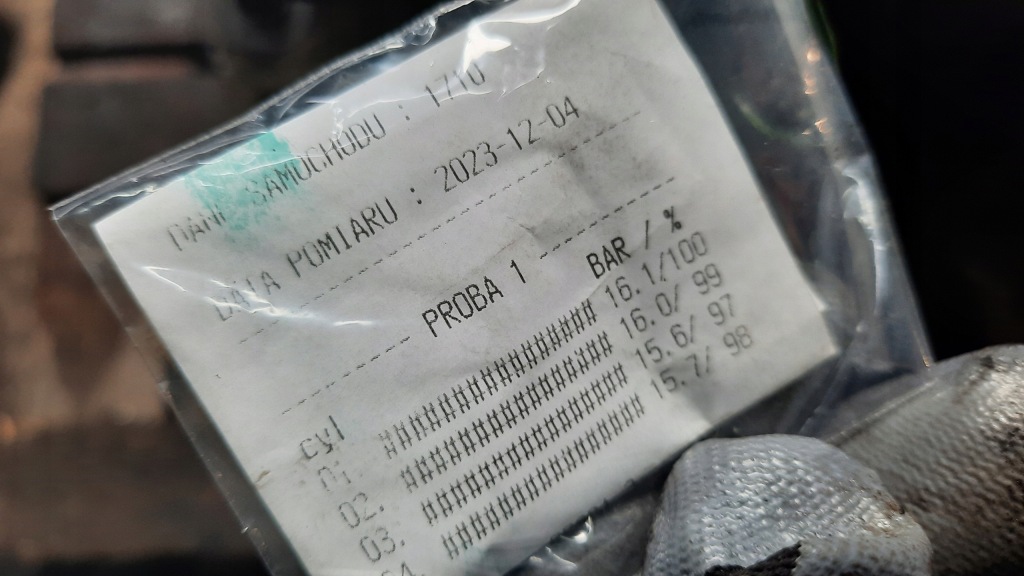 DANE SAMOCHODU : 1710
DATA POMIARU : 2023-12-04
----------------------------------------
---------- PROBA 1 ----------
cyl BAR / %
01. ############## 16.1/100
02. ############## 16.0/ 99
03. ############## 15.6/ 97
04. ############## 15.7/ 98